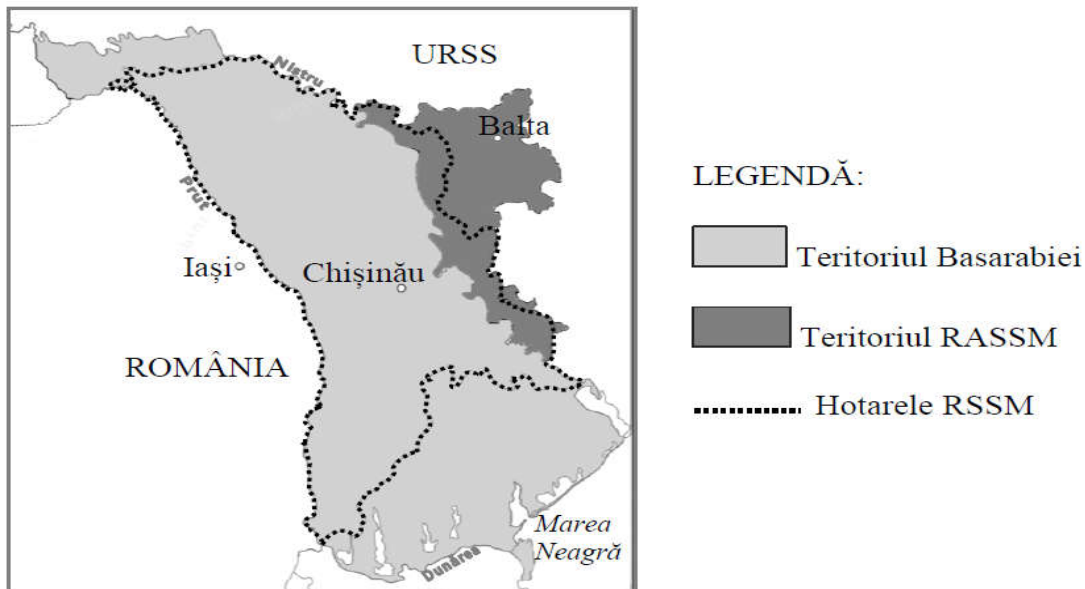 URSS
Nistru
Balta
Prut
Iași
Chișinău
ROMÂNIA
Marea
Neagră
Dunărea
LEGENDĂ:
Teritoriul Basarabiei
Teritoriul RASSM
Hotarele RSSM